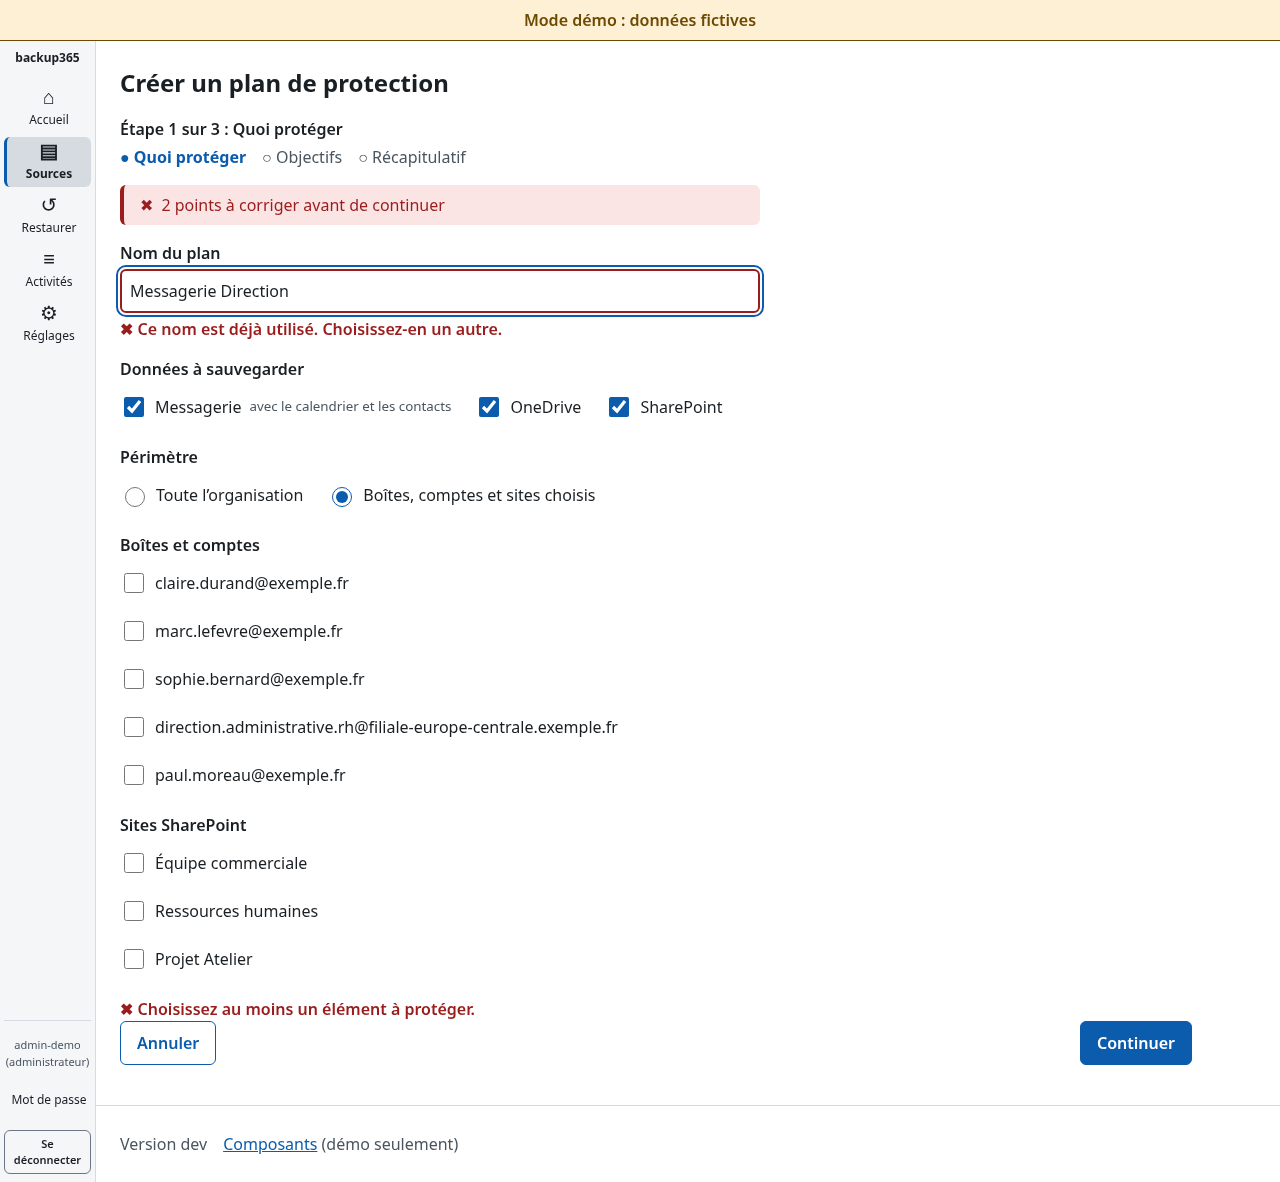 Mode démo : données fictives
backup365
Accueil
Sources
Restaurer
Activités
Réglages
admin-demo
(administrateur)
Mot de passe
Se
déconnecter
Créer un plan de protection
Étape 1 sur 3 : Quoi protéger
● Quoi protéger ○ Objectifs ○ Récapitulatif
✖ 2 points à corriger avant de continuer
Nom du plan
Messagerie Direction
✖ Ce nom est déjà utilisé. Choisissez-en un autre.
Données à sauvegarder
Messagerie avec le calendrier et les contacts OneDrive SharePoint
Périmètre
Toute l’organisation Boîtes, comptes et sites choisis
Boîtes et comptes
claire.durand@exemple.fr
marc.lefevre@exemple.fr
sophie.bernard@exemple.fr
direction.administrative.rh@filiale-europe-centrale.exemple.fr
paul.moreau@exemple.fr
Sites SharePoint
Équipe commerciale
Ressources humaines
Projet Atelier
✖ Choisissez au moins un élément à protéger.
Annuler Continuer
Version dev Composants (démo seulement)